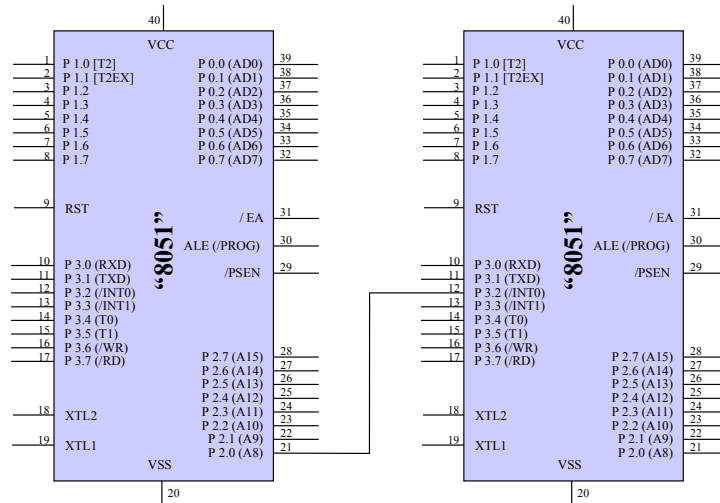 40
VCC
1 P 1.0 [T2] P 0.0 (AD0) 39
2 P 1.1 [T2EX] P 0.1 (AD1) 38
3 P 1.2 P 0.2 (AD2) 37
4 P 1.3 P 0.3 (AD3) 36
5 P 1.4 P 0.4 (AD4) 35
6 P 1.5 P 0.5 (AD5) 34
7 P 1.6 P 0.6 (AD6) 33
8 P 1.7 P 0.7 (AD7) 32
9 RST
/ EA 31
ALE (/PROG) 30
/PSEN 29
“8051”
10 P 3.0 (RXD)
11 P 3.1 (TXD)
12 P 3.2 (/INT0)
13 P 3.3 (/INT1)
14 P 3.4 (T0)
15 P 3.5 (T1)
16 P 3.6 (/WR)
17 P 3.7 (/RD)
P 2.7 (A15) 28
P 2.6 (A14) 27
P 2.5 (A13) 26
P 2.4 (A12) 25
P 2.3 (A11) 24
P 2.2 (A10) 23
P 2.1 (A9) 22
P 2.0 (A8) 21
18 XTL2
19 XTL1
VSS
20
40
VCC
1 P 1.0 [T2] P 0.0 (AD0) 39
2 P 1.1 [T2EX] P 0.1 (AD1) 38
3 P 1.2 P 0.2 (AD2) 37
4 P 1.3 P 0.3 (AD3) 36
5 P 1.4 P 0.4 (AD4) 35
6 P 1.5 P 0.5 (AD5) 34
7 P 1.6 P 0.6 (AD6) 33
8 P 1.7 P 0.7 (AD7) 32
9 RST
/ EA 31
ALE (/PROG) 30
/PSEN 29
“8051”
10 P 3.0 (RXD)
11 P 3.1 (TXD)
12 P 3.2 (/INT0)
13 P 3.3 (/INT1)
14 P 3.4 (T0)
15 P 3.5 (T1)
16 P 3.6 (/WR)
17 P 3.7 (/RD)
P 2.7 (A15) 28
P 2.6 (A14) 27
P 2.5 (A13) 26
P 2.4 (A12) 25
P 2.3 (A11) 24
P 2.2 (A10) 23
P 2.1 (A9) 22
P 2.0 (A8) 21
18 XTL2
19 XTL1
VSS
20